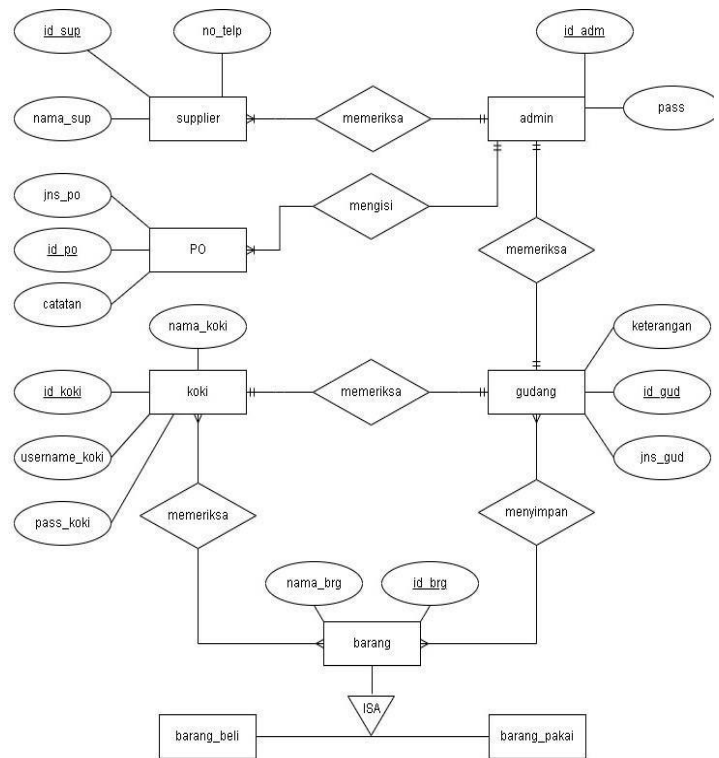 id_sup
no_telp
id_adm
nama_sup
supplier
memeriksa
admin
pass
jns_po
mengisi
id_po
PO
memeriksa
catatan
nama_koki
keterangan
id_koki
koki
memeriksa
gudang
id_gud
username_koki
jns_gud
pass_koki
memeriksa
menyimpan
nama_brg
id_brg
barang
ISA
barang_beli
barang_pakai